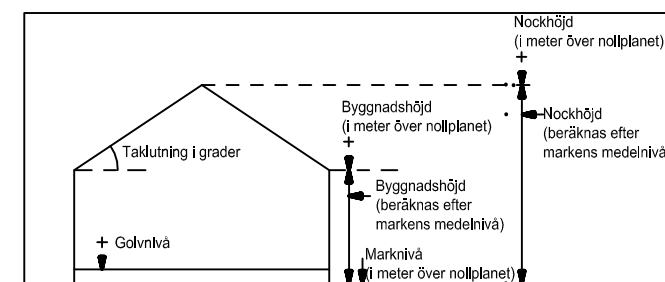 Nockhöjd
(i meter över nollplanet)
Byggnadshöjd
(i meter över nollplanet)
Nockhöjd
(beräknas efter
markens medelnivå
Taklutning i grader
Byggnadshöjd
(beräknas efter
markens medelnivå)
Golvnivå
Marknivå
(i meter över nollplanet)